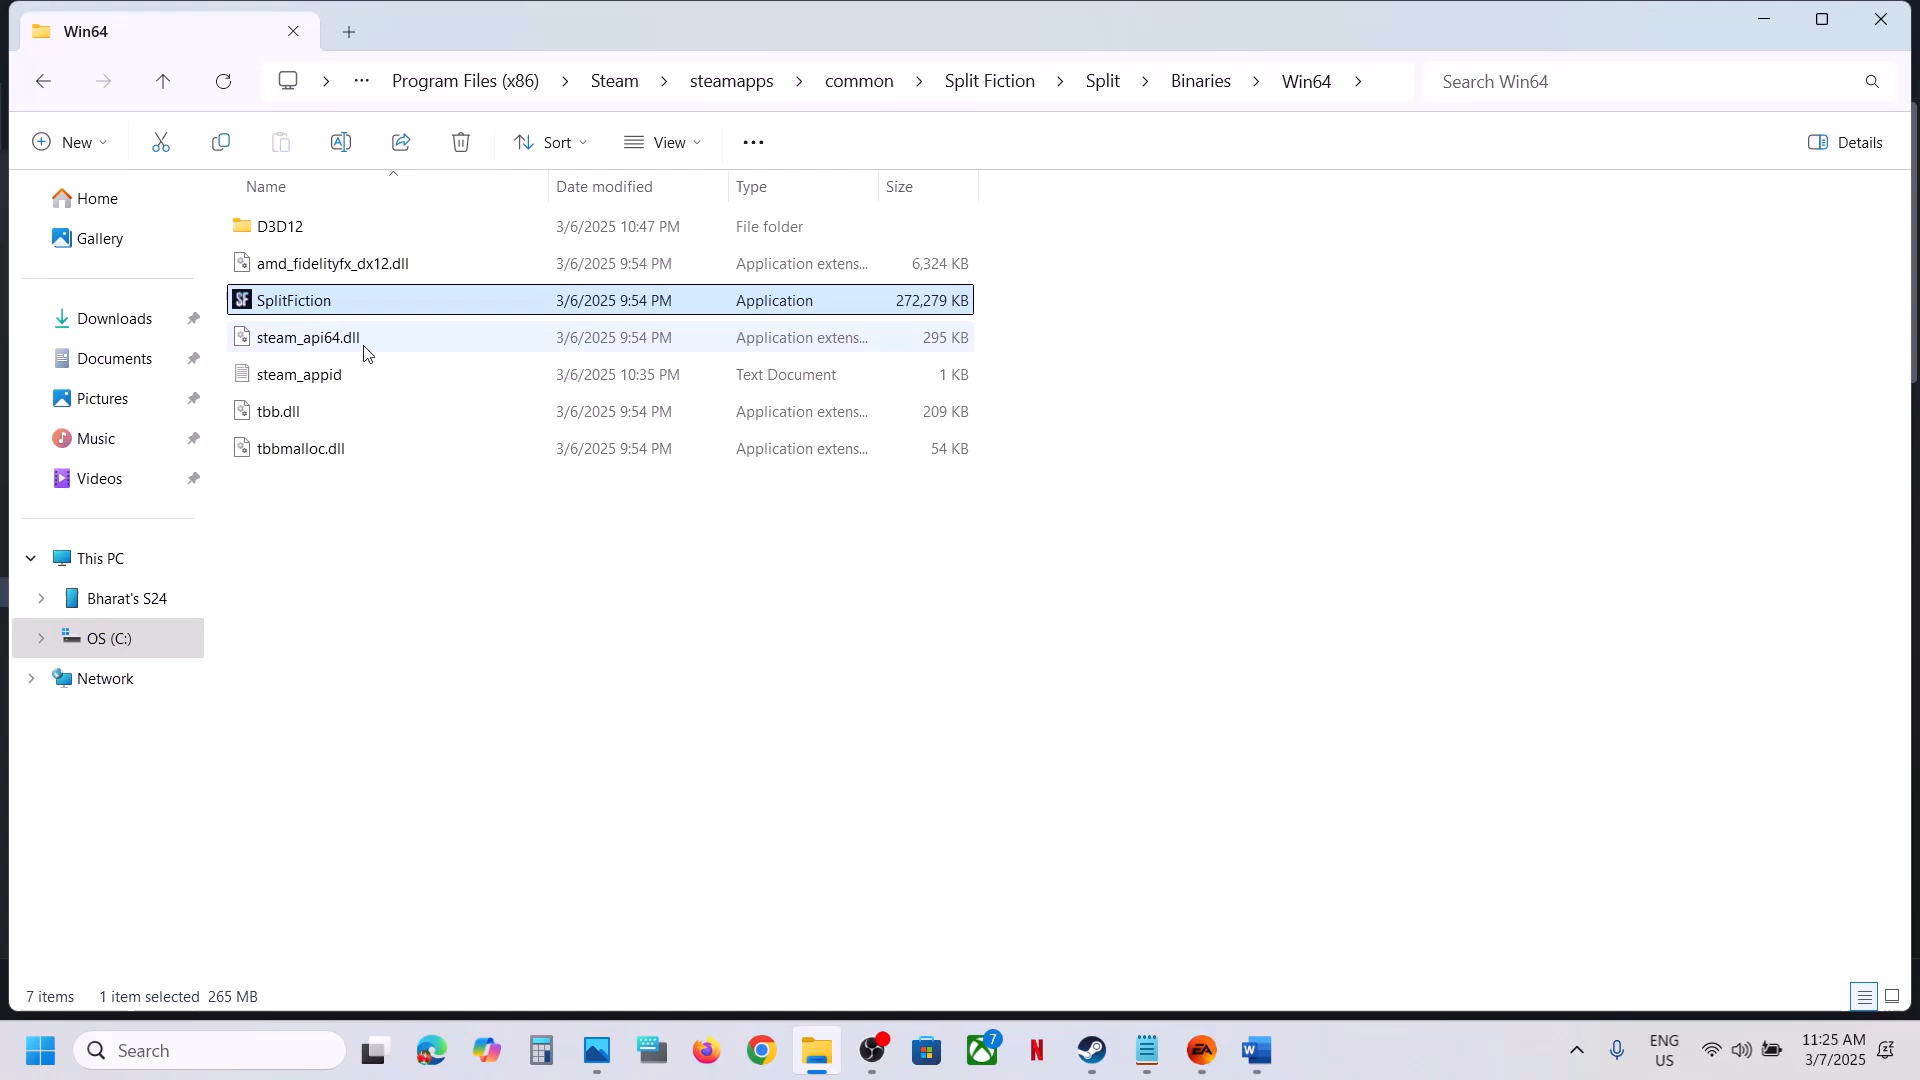 Win64
Program Files (x86) Steam steamapps common Split Fiction Split Binaries Win64
Search Win64
New Sort View Details
Name Date modified Type Size
D3D12 3/6/2025 10:47 PM File folder
amd_fidelityfx_dx12.dll 3/6/2025 9:54 PM Application extens... 6,324 KB
SF SplitFiction 3/6/2025 9:54 PM Application 272,279 KB
steam_api64.dll 3/6/2025 9:54 PM Application extens... 295 KB
steam_appid 3/6/2025 10:35 PM Text Document 1 KB
tbb.dll 3/6/2025 9:54 PM Application extens... 209 KB
tbbmalloc.dll 3/6/2025 9:54 PM Application extens... 54 KB
Home
Gallery
Downloads
Documents
Pictures
Music
Videos
This PC
Bharat's S24
OS (C:)
Network
7 items 1 item selected 265 MB
Search
7
N
EA
W
ENG
US
11:25 AM
3/7/2025